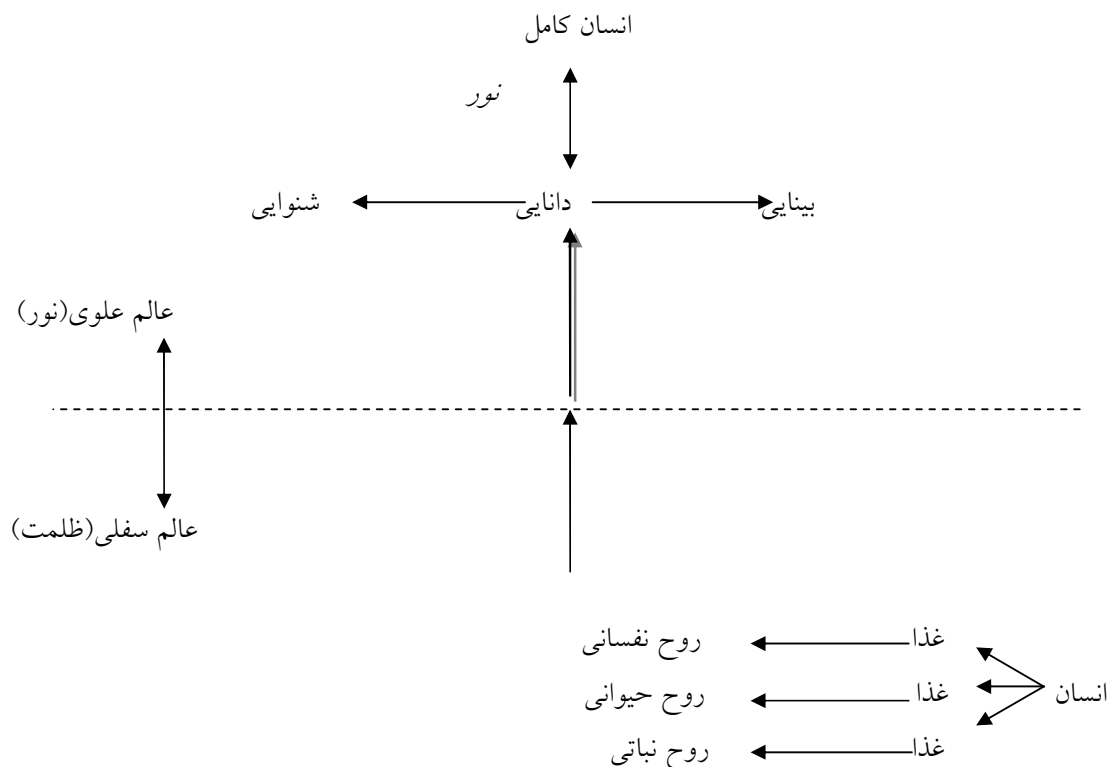 انسان کامل
نور
بینایی دانایی شنوایی
عالم علوی(نور)
عالم سفلی(ظلمت)
غذا روح نفسانی
انسان غذا روح حیوانی
غذا روح نباتی